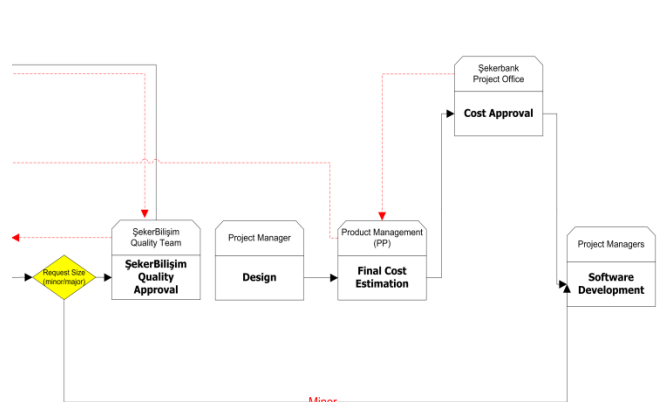 Şekerbank
Project Office
Cost Approval
ŞekerBilişim
Quality Team
ŞekerBilişim
Quality
Approval
Project Manager
Design
Product Management
(PP)
Final Cost
Estimation
Project Managers
Software
Development
Request Size
(minor/major)
Minor